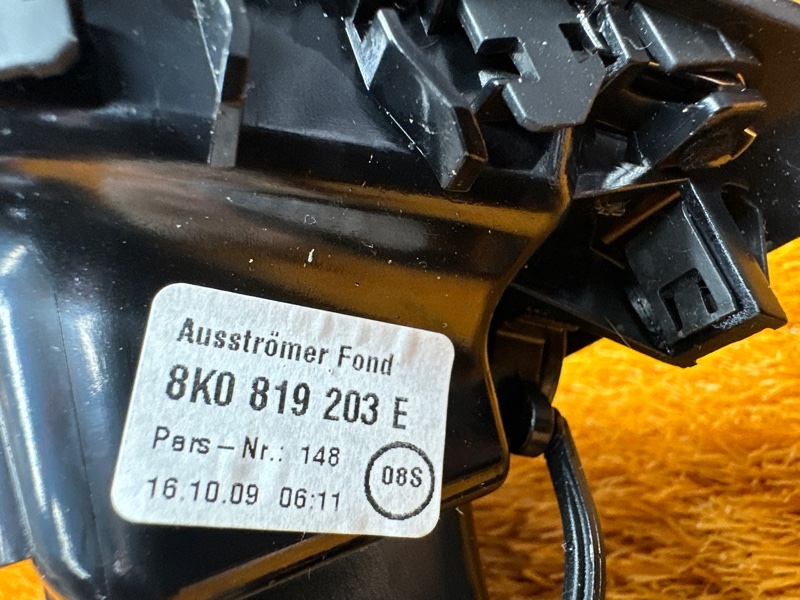 Ausströmer Fond
8K0 819 203 E
Pers-Nr.: 148
16.10.09 06:11
08S